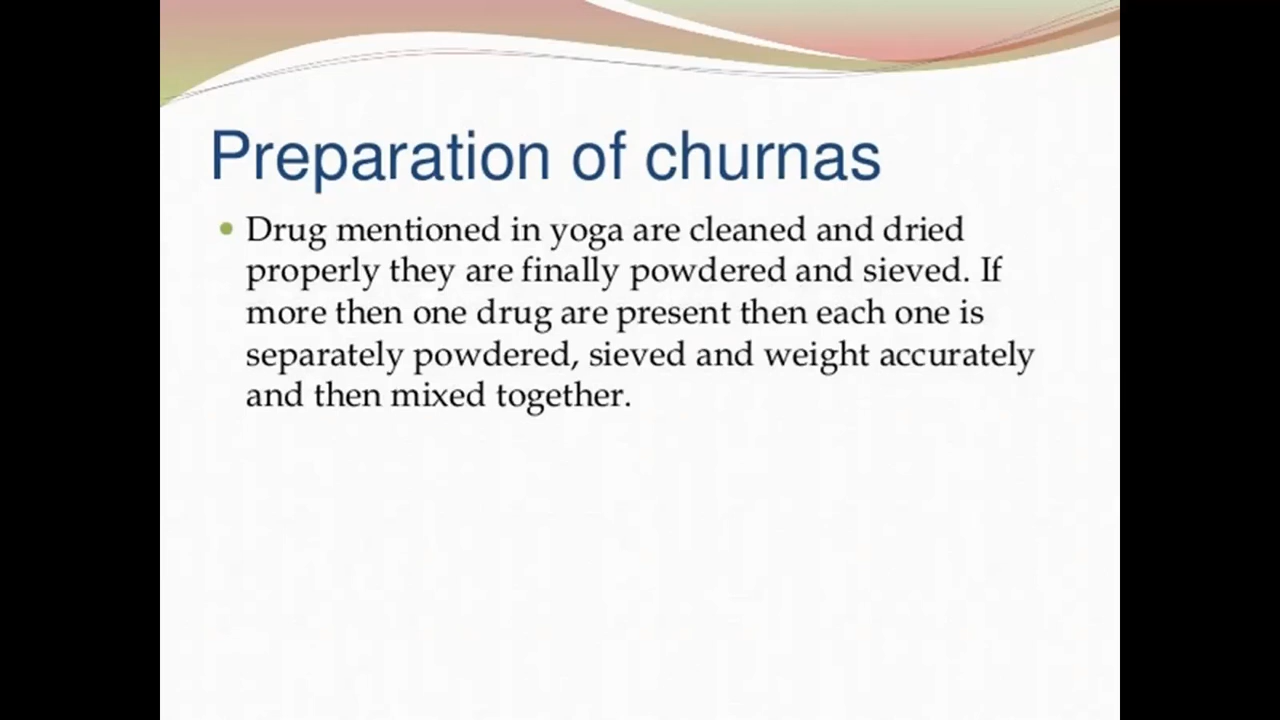 Preparation of churnas
• Drug mentioned in yoga are cleaned and dried
properly they are finally powdered and sieved. If
more then one drug are present then each one is
separately powdered, sieved and weight accurately
and then mixed together.